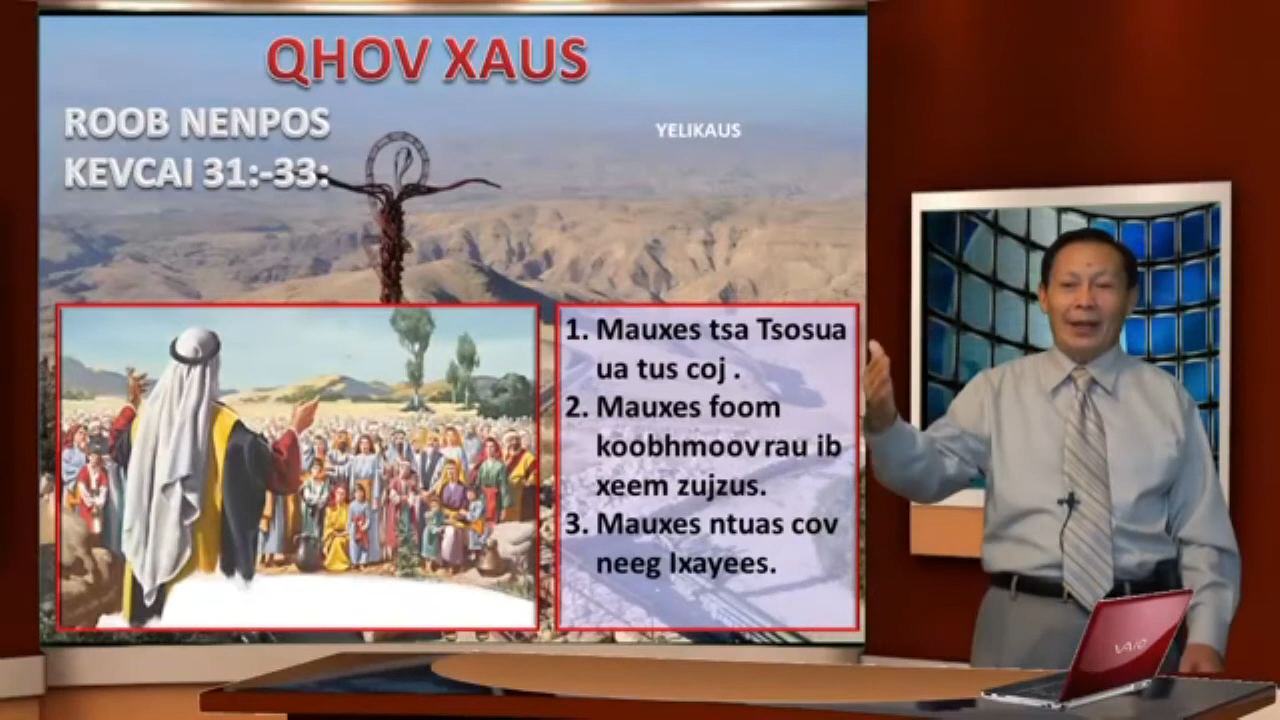 QHOV XAUS
ROOB NENPOS
KEVCAI 31:-33:
YELIKAUS
1. Mauxes tsa Tsosua
ua tus coj .
2. Mauxes foom
koobhmoov rau ib
xeem zujzus.
3. Mauxes ntuas cov
neeg Ixayees.
VAIO